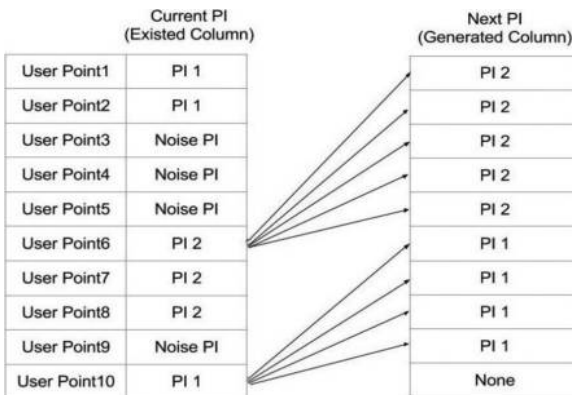 Current PI
(Existed Column)
Next PI
(Generated Column)
User Point1 PI 1
PI 2
User Point2 PI 1
PI 2
User Point3 Noise PI
PI 2
User Point4 Noise PI
PI 2
User Point5 Noise PI
PI 2
User Point6 PI 2
PI 1
User Point7 PI 2
PI 1
User Point8 PI 2
PI 1
User Point9 Noise PI
PI 1
User Point10 PI 1
None